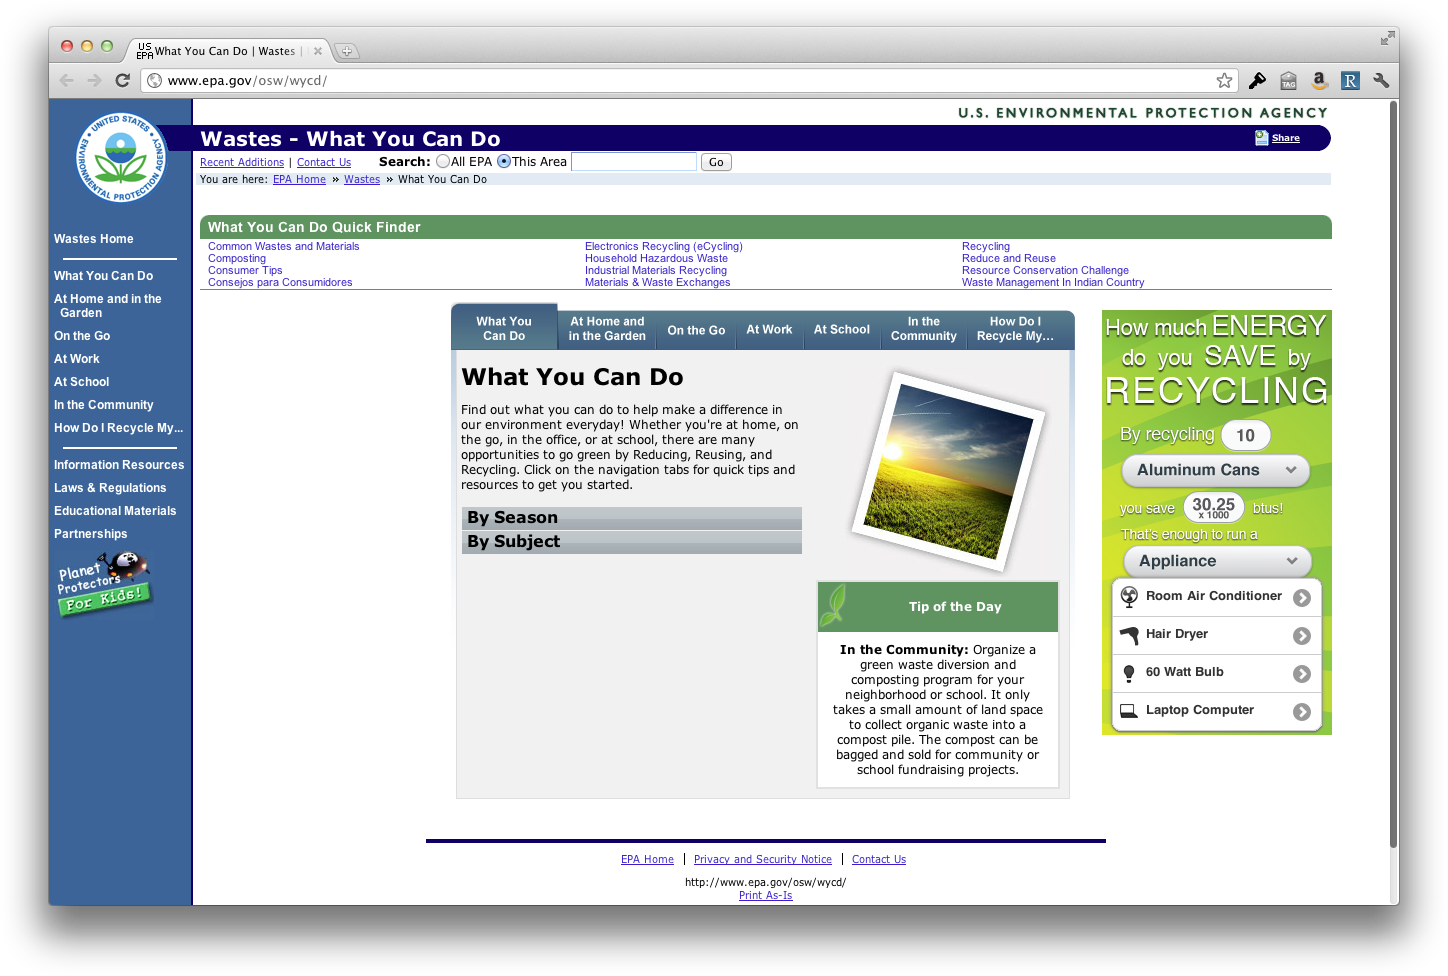 US
EPA What You Can Do | Wastes |
www.epa.gov/osw/wycd/
TAG
a
R
UNITED STATES
ENVIRONMENTAL PROTECTION AGENCY
U.S. ENVIRONMENTAL PROTECTION AGENCY
Wastes - What You Can Do
Share
Recent Additions | Contact Us Search: All EPA This Area Go
You are here: EPA Home » Wastes » What You Can Do
Wastes Home
What You Can Do
At Home and in the
Garden
On the Go
At Work
At School
In the Community
How Do I Recycle My...
Information Resources
Laws & Regulations
Educational Materials
Partnerships
Planet
Protectors
For Kids!
What You Can Do Quick Finder
Common Wastes and Materials
Composting
Consumer Tips
Consejos para Consumidores
Electronics Recycling (eCycling)
Household Hazardous Waste
Industrial Materials Recycling
Materials & Waste Exchanges
Recycling
Reduce and Reuse
Resource Conservation Challenge
Waste Management In Indian Country
What You
Can Do
At Home and
in the Garden
On the Go
At Work
At School
In the
Community
How Do I
Recycle My...
What You Can Do
Find out what you can do to help make a difference in
our environment everyday! Whether you're at home, on
the go, in the office, or at school, there are many
opportunities to go green by Reducing, Reusing, and
Recycling. Click on the navigation tabs for quick tips and
resources to get you started.
By Season
By Subject
Tip of the Day
In the Community: Organize a
green waste diversion and
composting program for your
neighborhood or school. It only
takes a small amount of land space
to collect organic waste into a
compost pile. The compost can be
bagged and sold for community or
school fundraising projects.
How much ENERGY
do you SAVE by
RECYCLING
By recycling 10
Aluminum Cans
you save 30.25 x 1000 btus!
That's enough to run a
Appliance
Room Air Conditioner
Hair Dryer
60 Watt Bulb
Laptop Computer
EPA Home | Privacy and Security Notice | Contact Us
http://www.epa.gov/osw/wycd/
Print As-Is